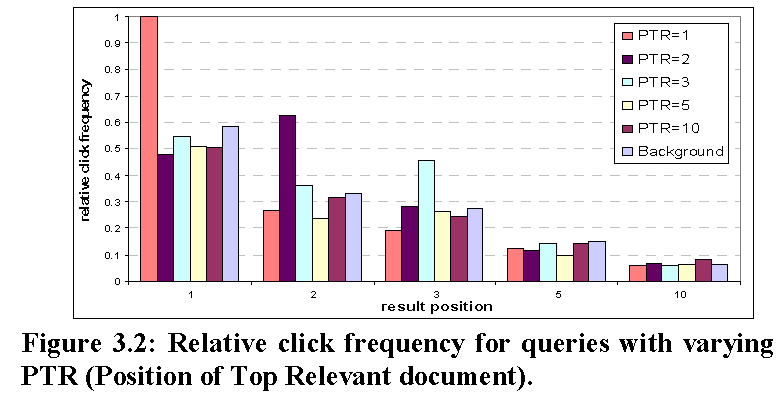 1
0.9
0.8
0.7
0.6
0.5
0.4
0.3
0.2
0.1
0
relative click frequency
PTR=1
PTR=2
PTR=3
PTR=5
PTR=10
Background
1 2 3 5 10
result position
Figure 3.2: Relative click frequency for queries with varying
PTR (Position of Top Relevant document).